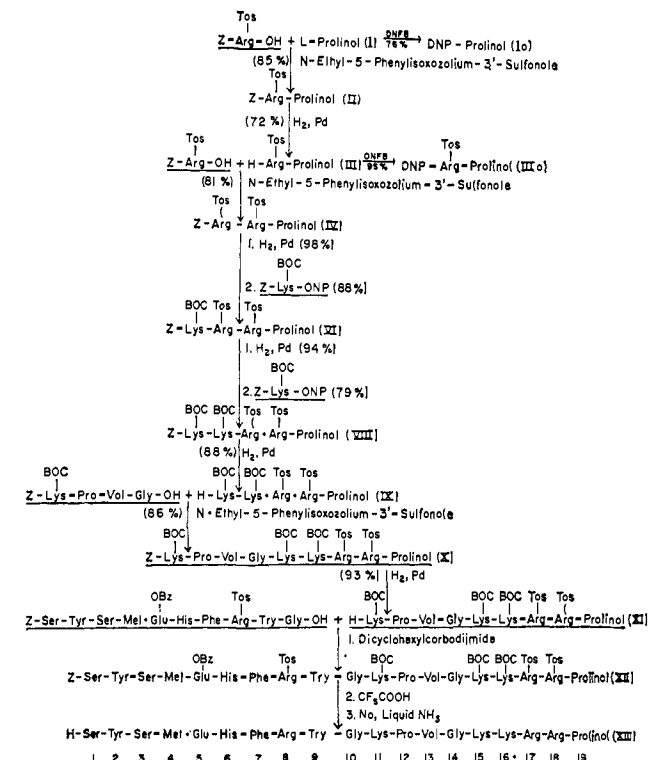 Tos
Z-Arg-OH + L-Prolinol (I) DNFB 76% DNP - Prolinol (Io)
(85%) N-Elhyl-5-Phenylisoxozolium-3'-Sulfonole
Tos
Z-Arg-Prolinol (II)
(72%) H2, Pd
Tos Tos Tos
Z-Arg-OH + H-Arg-Prolinol (III) DNFB 95% DNP = Arg-Prolinol (IIIo)
(81%) N-Ethyl-5-Phenylisoxozolium-3'-Sulfonole
Tos Tos
Z-Arg - Arg-Prolinol (IV)
1. H2, Pd (98%)
BOC
2. Z-Lys-ONP (88%)
BOC Tos Tos
Z=Lys-Arg-Arg-Prolinol (VI)
1. H2, Pd (94%)
BOC
2. Z-Lys-ONP (79%)
BOC BOC Tos Tos
Z-Lys-Lys-Arg-Arg-Prolinol (VIII)
(88%) H2, Pd
BOC BOC BOC Tos Tos
Z-Lys=Pro=Vol-Gly-OH + H-Lys-Lys-Arg-Arg-Prolinol (IX)
(86%) N-Ethyl-5-Phenylisoxozolium-3'=Sulfonole
BOC BOC BOC Tos Tos
Z-Lys-Pro-Vol-Gly-Lys-Lys-Arg-Arg-Prolinol (X)
(93%) H2, Pd
OBz Tos BOC BOC BOC Tos Tos
Z-Ser-Tyr-Ser-Mel-Glu-His-Phe-Arg-Try-Gly-OH + H-Lys-Pro-Vol=Gly-Lys-Lys-Arg-Arg-Prolinol (XI)
1. Dicyclohexylcorbodijmide
OBz Tos BOC BOC BOC Tos Tos
Z-Ser-Tyr=Ser-Mel-Glu-His-Phe-Arg-Try-Gly-Lys-Pro-Vol-Gly-Lys-Lys-Arg-Arg-Prolinol (XII)
2. CF3COOH
3. No, Liquid NH3
H-Ser-Tyr-Ser-Met-Glu-His-Phe-Arg-Try-Gly-Lys-Pro-Vol-Gly-Lys-Lys-Arg-Arg-Prolinol (XIII)
1 2 3 4 5 6 7 8 9 10 11 12 13 14 15 16 17 18 19